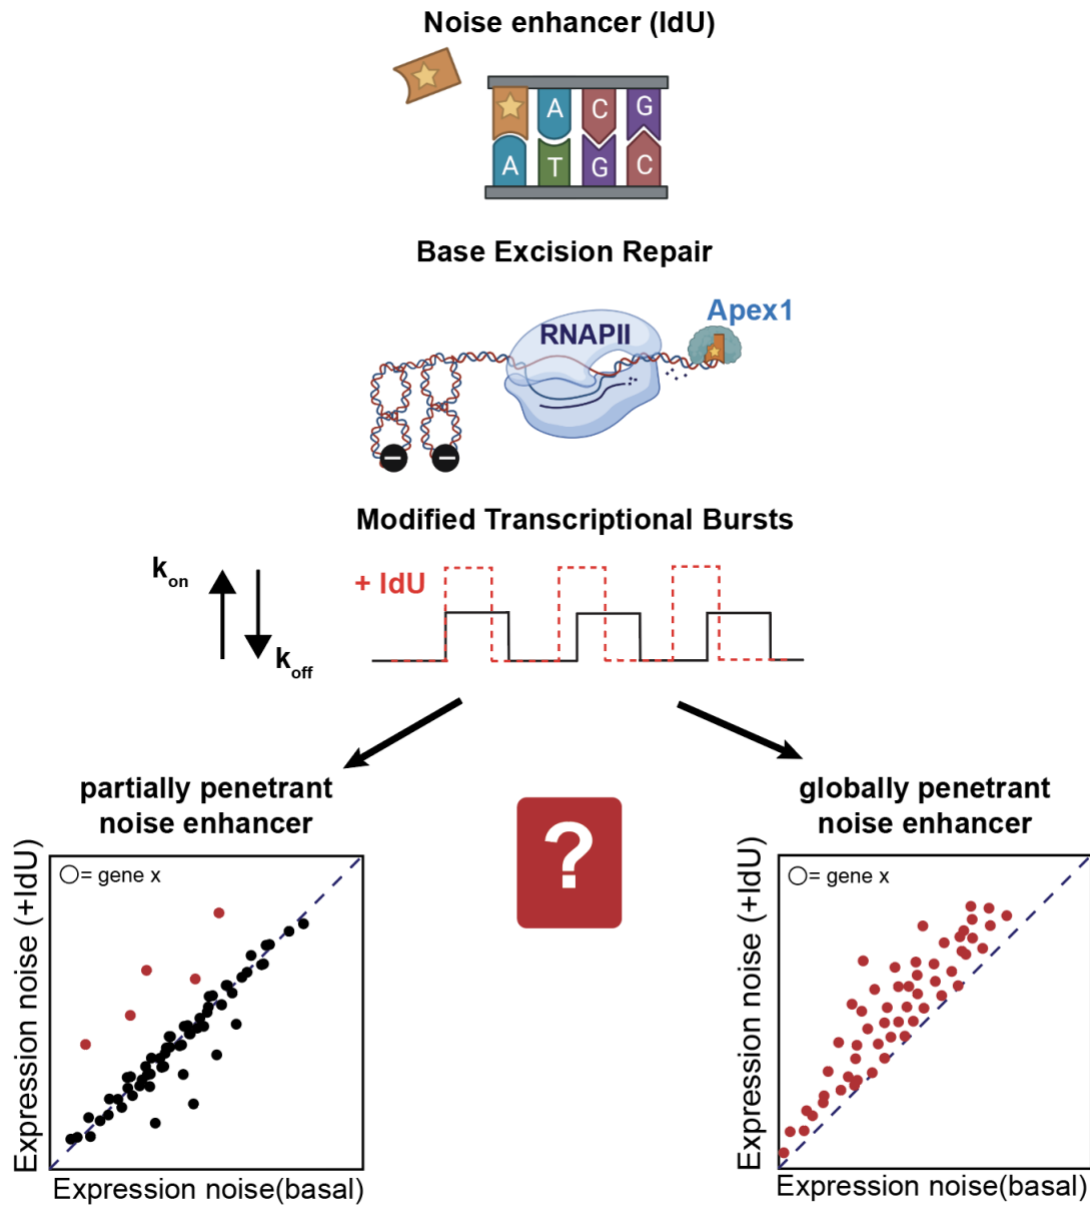 Noise enhancer (IdU)
A C G
A T G C
Base Excision Repair
Apex1
RNAPII
Modified Transcriptional Bursts
kon
+ IdU
koff
partially penetrant
noise enhancer
globally penetrant
noise enhancer
?
= gene x
= gene x
Expression noise (+IdU)
Expression noise (+IdU)
Expression noise(basal)
Expression noise(basal)